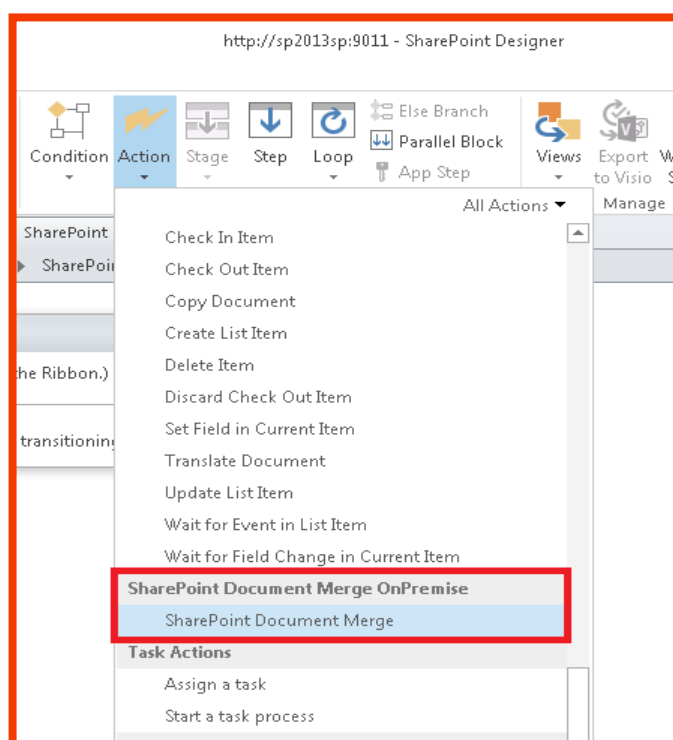 http://sp2013sp:9011 - SharePoint Designer
Condition
Action
Stage
Step
Loop
Else Branch
Parallel Block
App Step
Views
Export
to Visio
W
S
Manage
All Actions
SharePoint
SharePoi
he Ribbon.)
transitioning
Check In Item
Check Out Item
Copy Document
Create List Item
Delete Item
Discard Check Out Item
Set Field in Current Item
Translate Document
Update List Item
Wait for Event in List Item
Wait for Field Change in Current Item
SharePoint Document Merge OnPremise
SharePoint Document Merge
Task Actions
Assign a task
Start a task process